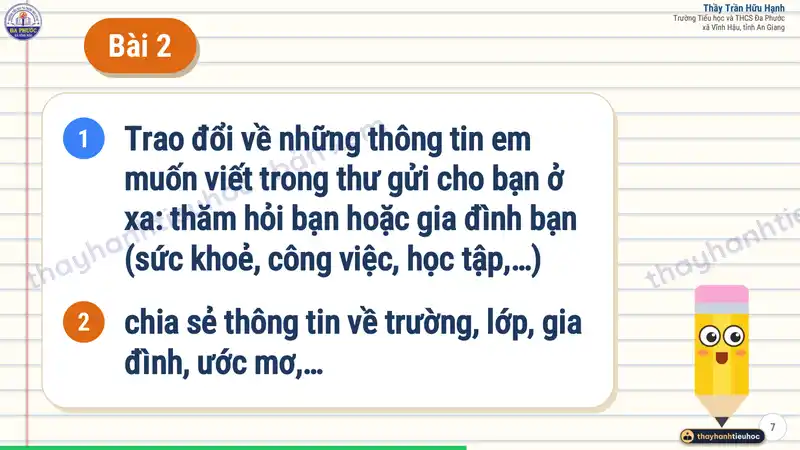 Thầy Trần Hữu Hạnh
Trường Tiểu học và THCS Đa Phước
xã Vĩnh Hậu, tỉnh An Giang
ĐA PHƯỚC
Bài 2
1
Trao đổi về những thông tin em
muốn viết trong thư gửi cho bạn ở
xa: thăm hỏi bạn hoặc gia đình bạn
(sức khoẻ, công việc, học tập,...)
2
chia sẻ thông tin về trường, lớp, gia
đình, ước mơ,...
thayhanhtieuhoc
7